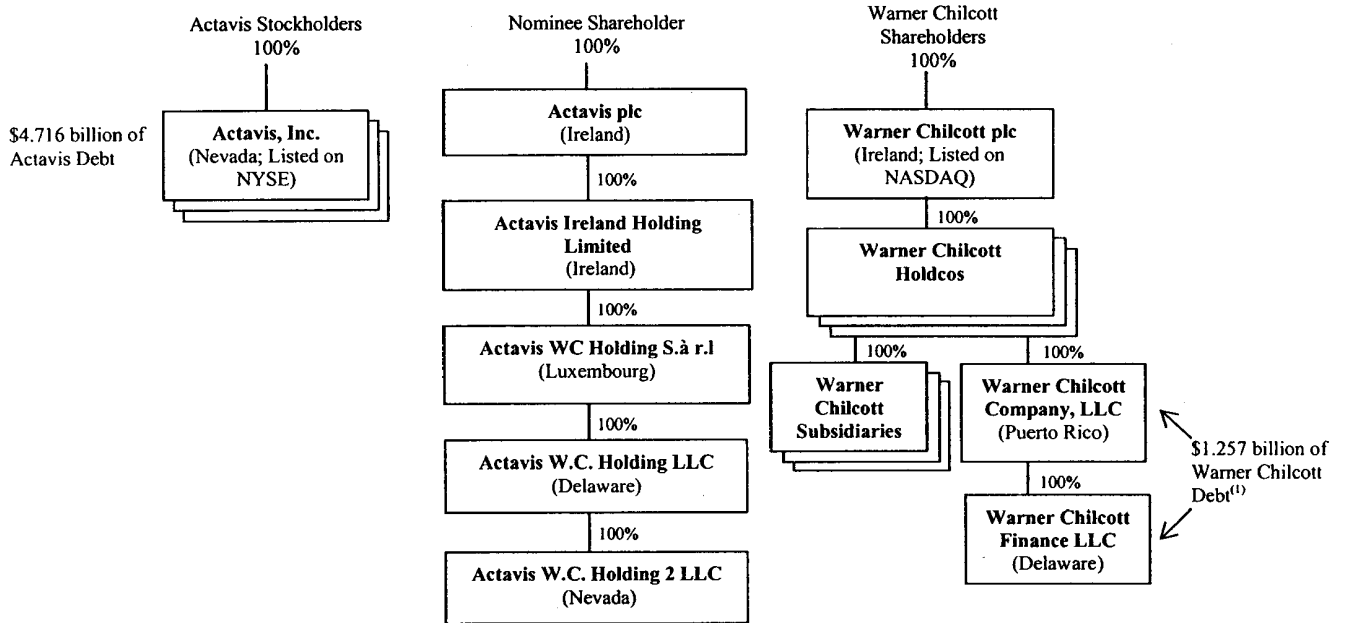 Actavis Stockholders
100%
$4.716 billion of
Actavis Debt
Actavis, Inc.
(Nevada; Listed on
NYSE)
Nominee Shareholder
100%
Actavis plc
(Ireland)
100%
Actavis Ireland Holding
Limited
(Ireland)
100%
Actavis WC Holding S.à r.l
(Luxembourg)
100%
Actavis W.C. Holding LLC
(Delaware)
100%
Actavis W.C. Holding 2 LLC
(Nevada)
Warner Chilcott
Shareholders
100%
Warner Chilcott plc
(Ireland; Listed on
NASDAQ)
100%
Warner Chilcott
Holdcos
100%
Warner
Chilcott
Subsidiaries
100%
Warner Chilcott
Company, LLC
(Puerto Rico)
100%
Warner Chilcott
Finance LLC
(Delaware)
$1.257 billion of
Warner Chilcott
Debt(1)